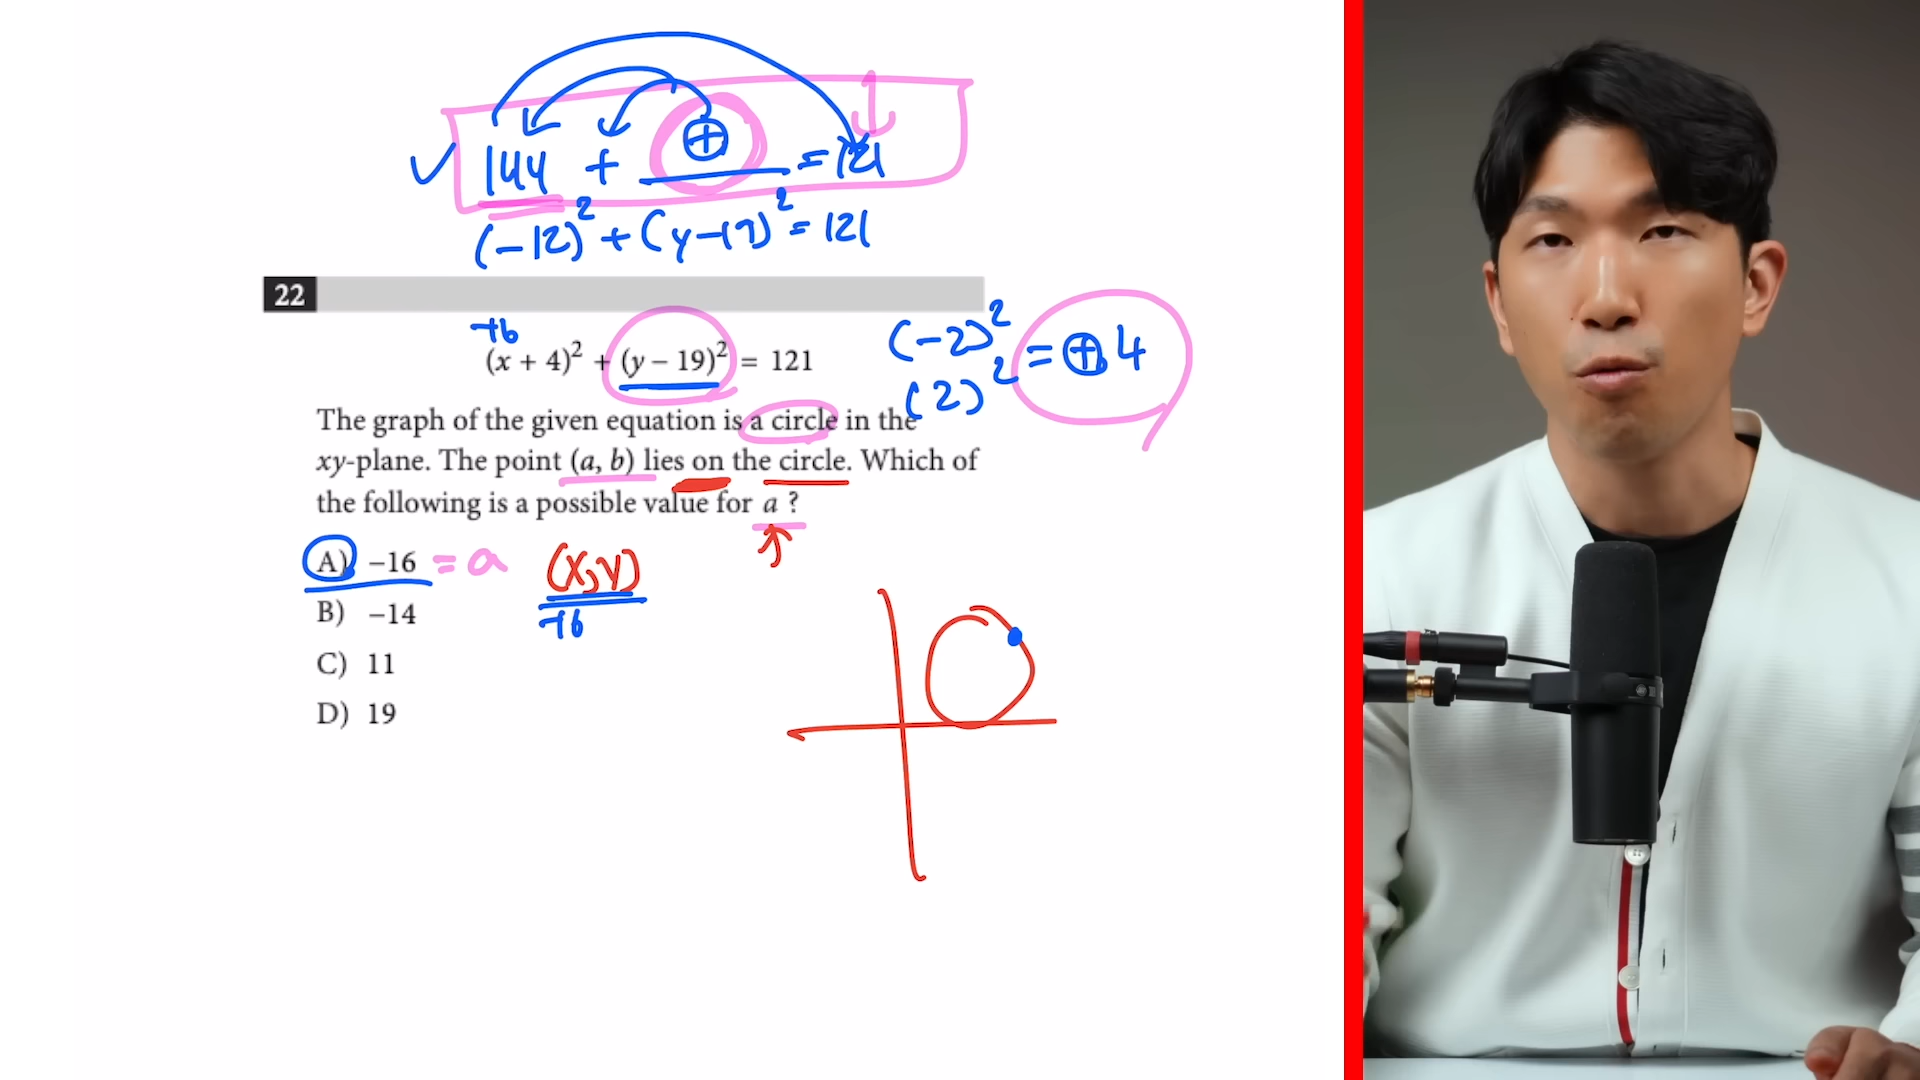 144 + ⊕ = 121
(-12)² + (y-19)² = 121
22
-16
(x + 4)² + (y – 19)² = 121
(-2)²
(2)² = ⊕ 4
The graph of the given equation is a circle in the
xy-plane. The point (a, b) lies on the circle. Which of
the following is a possible value for a ?
A) –16 = a
(x,y)
-16
B) –14
C) 11
D) 19